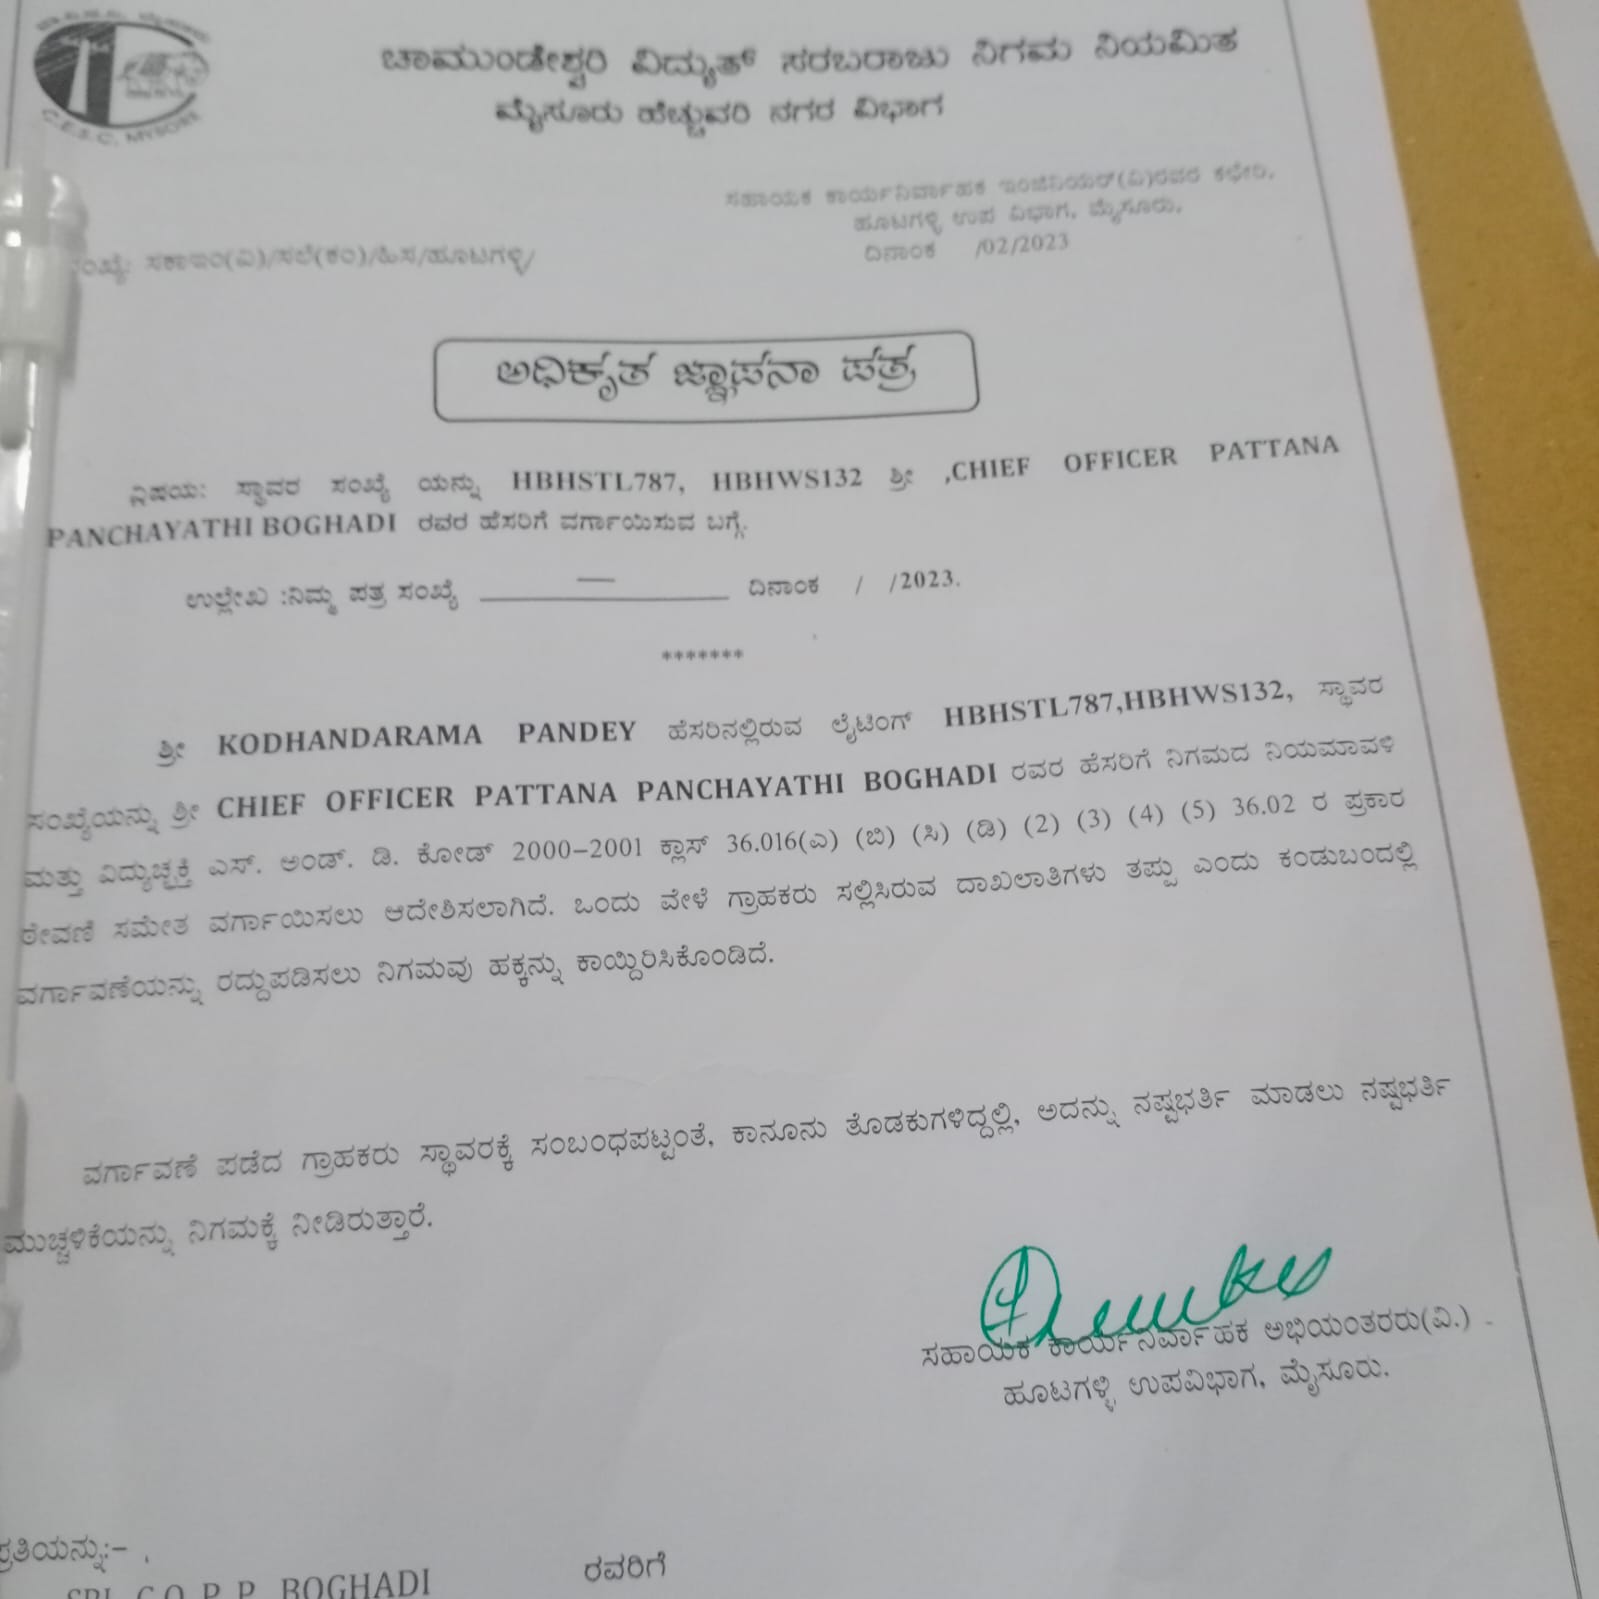 C.E.S.C. MYSORE
ಚಾಮುಂಡೇಶ್ವರಿ ವಿದ್ಯುತ್ ಸರಬರಾಜು ನಿಗಮ ನಿಯಮಿತ
ಮೈಸೂರು ಹೆಚ್ಚುವರಿ ನಗರ ವಿಭಾಗ
ಸಹಾಯಕ ಕಾರ್ಯನಿರ್ವಾಹಕ ಇಂಜಿನಿಯರ್(ವಿ)ರವರ ಕಛೇರಿ,
ಹೂಟಗಳ್ಳಿ ಉಪ ವಿಭಾಗ, ಮೈಸೂರು.
ಸಂಖ್ಯೆ: ಸಕಾಇಂ(ವಿ)/ಸಲೆ(ಕಂ)/ಹಿಸ/ಹೂಟಗಳ್ಳಿ/
ದಿನಾಂಕ /02/2023
ಅಧಿಕೃತ ಜ್ಞಾಪನಾ ಪತ್ರ
ವಿಷಯ: ಸ್ಥಾವರ ಸಂಖ್ಯೆ ಯನ್ನು HBHSTL787, HBHWS132 ಶ್ರೀ ,CHIEF OFFICER PATTANA
PANCHAYATHI BOGHADI ರವರ ಹೆಸರಿಗೆ ವರ್ಗಾಯಿಸುವ ಬಗ್ಗೆ.
ಉಲ್ಲೇಖ :ನಿಮ್ಮ ಪತ್ರ ಸಂಖ್ಯೆ — ದಿನಾಂಕ / /2023.
*******
ಶ್ರೀ KODHANDARAMA PANDEY ಹೆಸರಿನಲ್ಲಿರುವ ಲೈಟಿಂಗ್ HBHSTL787,HBHWS132, ಸ್ಥಾವರ
ಸಂಖ್ಯೆಯನ್ನು ಶ್ರೀ CHIEF OFFICER PATTANA PANCHAYATHI BOGHADI ರವರ ಹೆಸರಿಗೆ ನಿಗಮದ ನಿಯಮಾವಳಿ
ಮತ್ತು ವಿದ್ಯುಚ್ಛಕ್ತಿ ಎಸ್. ಅಂಡ್. ಡಿ. ಕೋಡ್ 2000–2001 ಕ್ಲಾಸ್ 36.016(ಎ) (ಬಿ) (ಸಿ) (ಡಿ) (2) (3) (4) (5) 36.02 ರ ಪ್ರಕಾರ
ಠೇವಣಿ ಸಮೇತ ವರ್ಗಾಯಿಸಲು ಆದೇಶಿಸಲಾಗಿದೆ. ಒಂದು ವೇಳೆ ಗ್ರಾಹಕರು ಸಲ್ಲಿಸಿರುವ ದಾಖಲಾತಿಗಳು ತಪ್ಪು ಎಂದು ಕಂಡುಬಂದಲ್ಲಿ
ವರ್ಗಾವಣೆಯನ್ನು ರದ್ದುಪಡಿಸಲು ನಿಗಮವು ಹಕ್ಕನ್ನು ಕಾಯ್ದಿರಿಸಿಕೊಂಡಿದೆ.
ವರ್ಗಾವಣೆ ಪಡೆದ ಗ್ರಾಹಕರು ಸ್ಥಾವರಕ್ಕೆ ಸಂಬಂಧಪಟ್ಟಂತೆ, ಕಾನೂನು ತೊಡಕುಗಳಿದ್ದಲ್ಲಿ, ಅದನ್ನು ನಷ್ಟಭರ್ತಿ ಮಾಡಲು ನಷ್ಟಭರ್ತಿ
ಮುಚ್ಚಳಿಕೆಯನ್ನು ನಿಗಮಕ್ಕೆ ನೀಡಿರುತ್ತಾರೆ.
ಸಹಾಯಕ ಕಾರ್ಯನಿರ್ವಾಹಕ ಅಭಿಯಂತರರು(ವಿ.)
ಹೂಟಗಳ್ಳಿ ಉಪವಿಭಾಗ, ಮೈಸೂರು.
ಪ್ರತಿಯನ್ನು:–
SRI C.O P P BOGHADI ರವರಿಗೆ